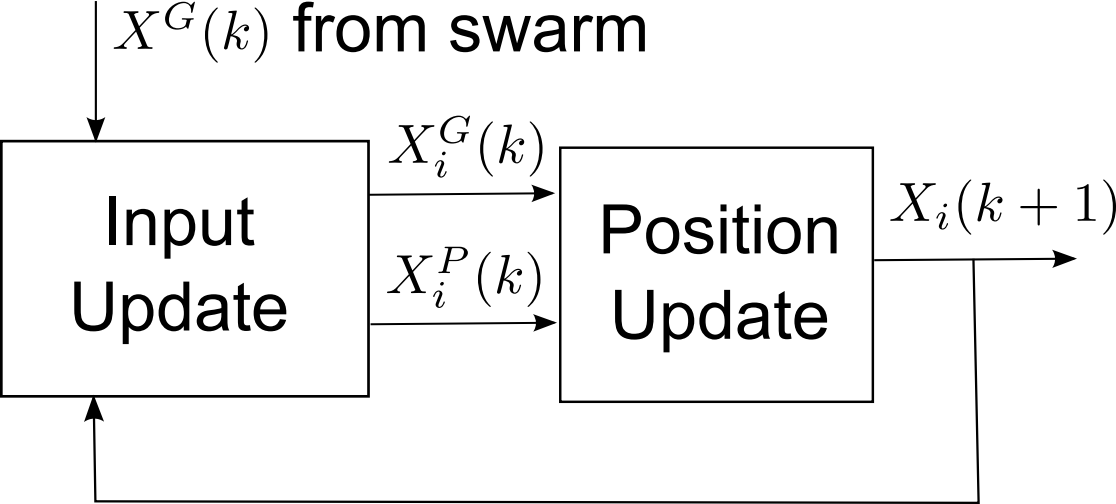 X^G(k) from swarm
X_i^G(k)
Input
Update
X_i^P(k)
Position
Update
X_i(k + 1)